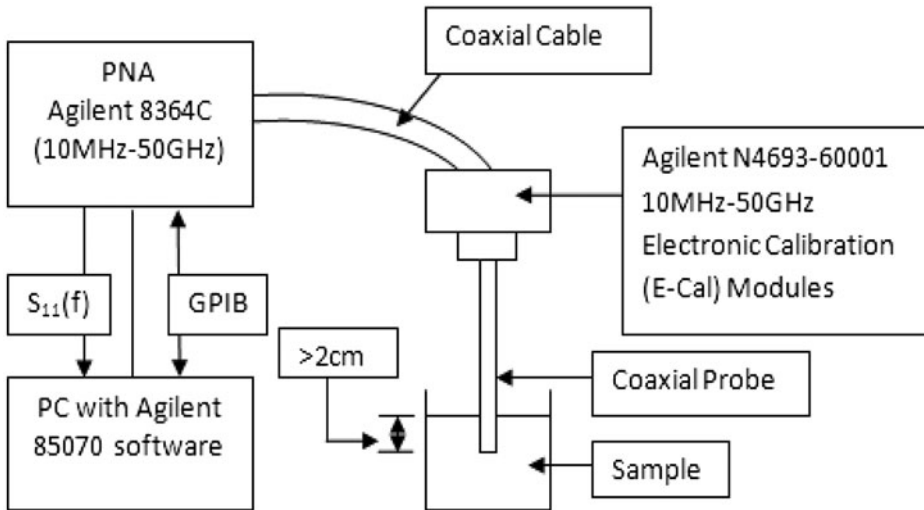 Coaxial Cable
PNA
Agilent 8364C
(10MHz-50GHz)
Agilent N4693-60001
10MHz-50GHz
Electronic Calibration
(E-Cal) Modules
S₁₁(f)
GPIB
>2cm
Coaxial Probe
PC with Agilent
85070 software
Sample